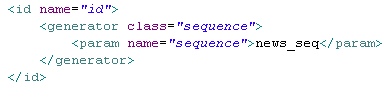 <id name="id">
<generator class="sequence">
<param name="sequence">news_seq</param>
</generator>
</id>